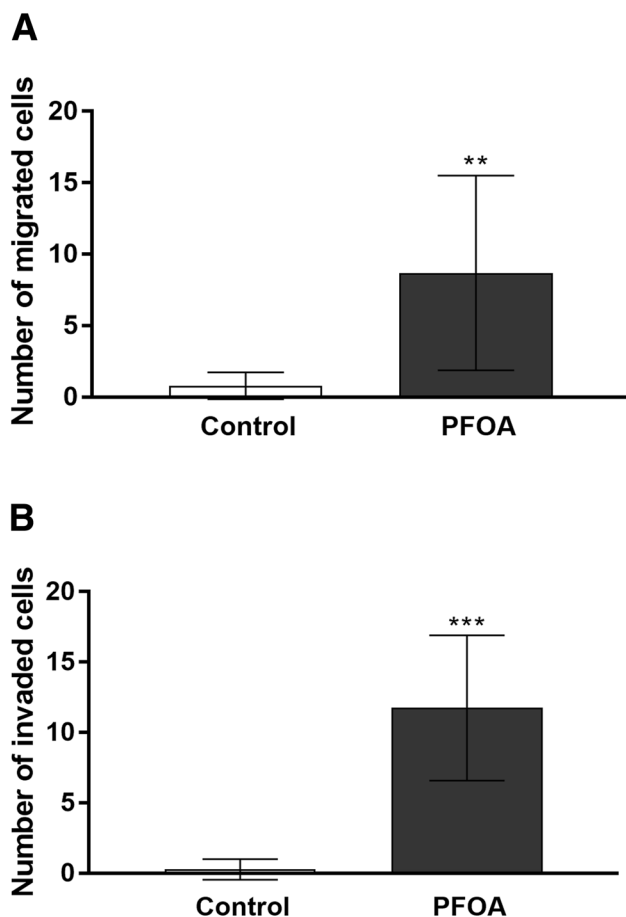 A
Number of migrated cells
20
15
10
5
0
**
Control
PFOA
B
Number of invaded cells
20
15
10
5
0
***
Control
PFOA